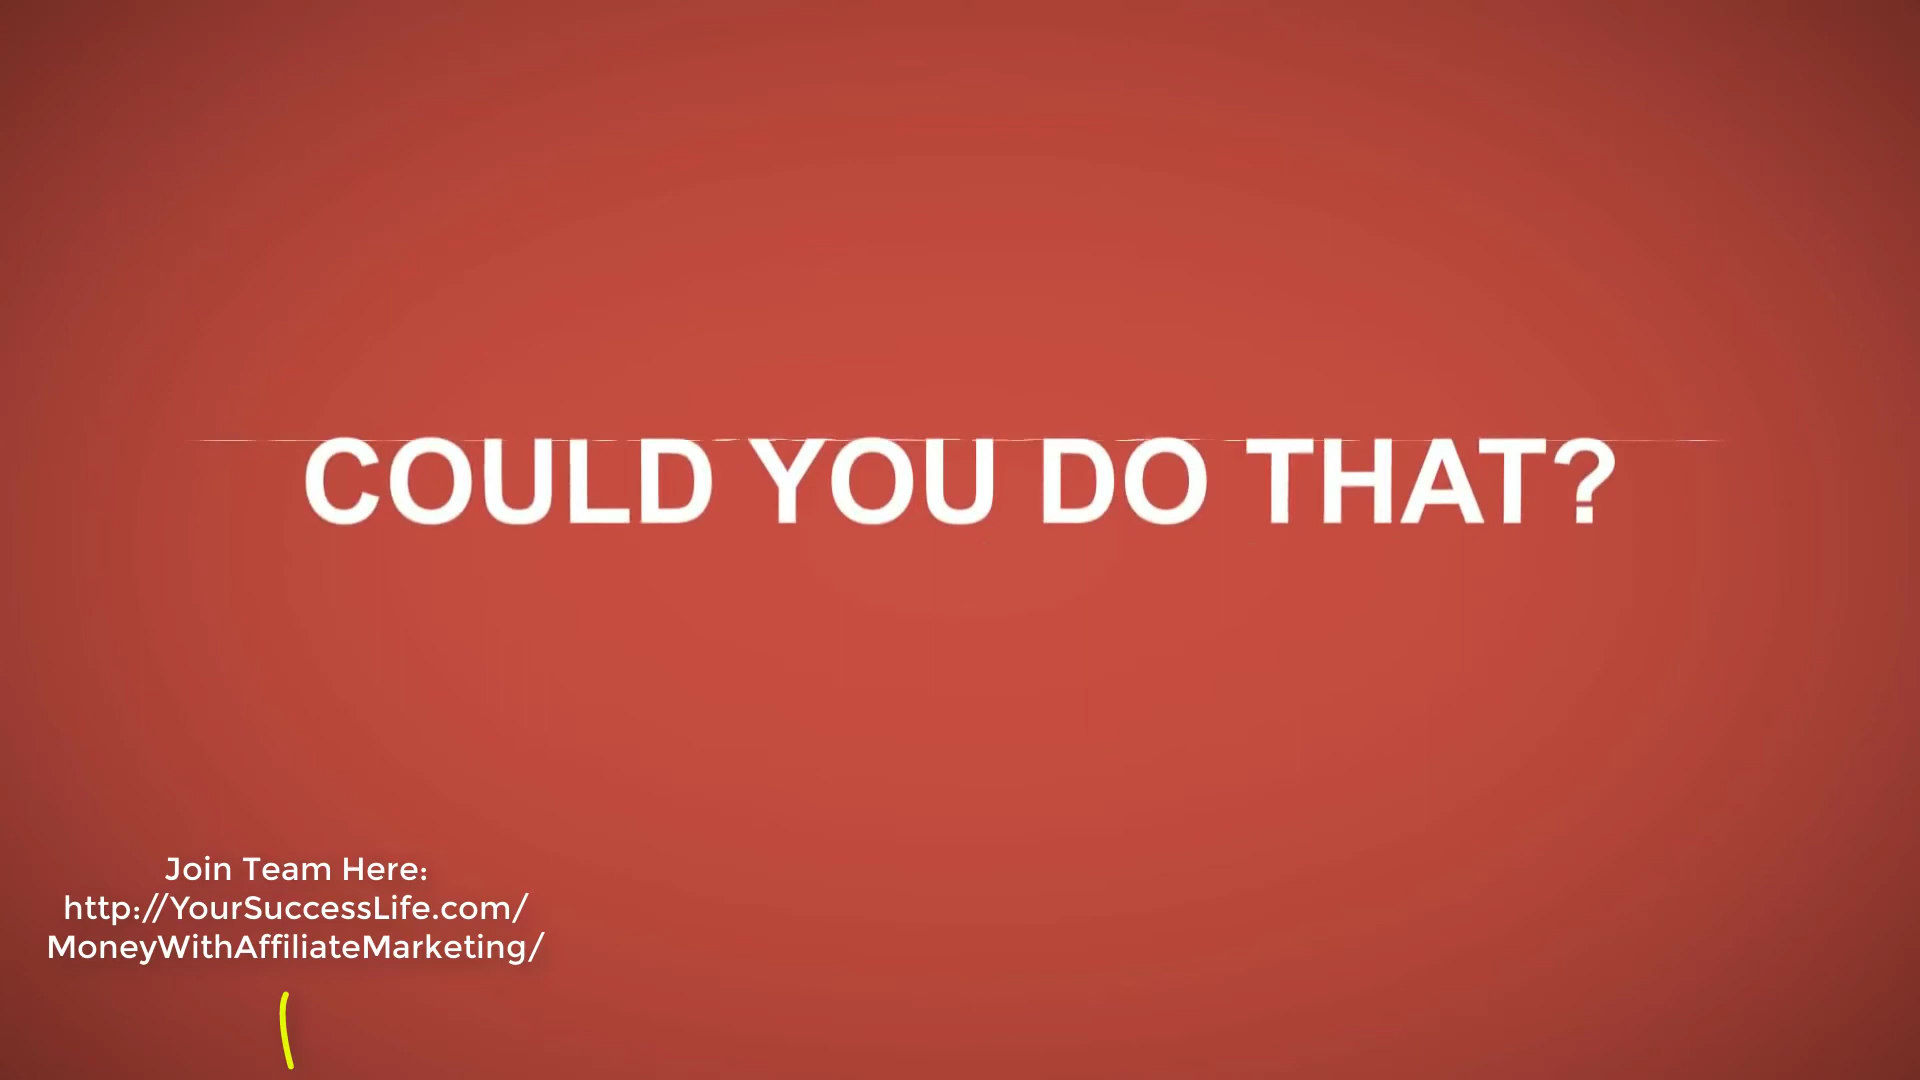 COULD YOU DO THAT?
Join Team Here:
http://YourSuccessLife.com/
MoneyWithAffiliateMarketing/